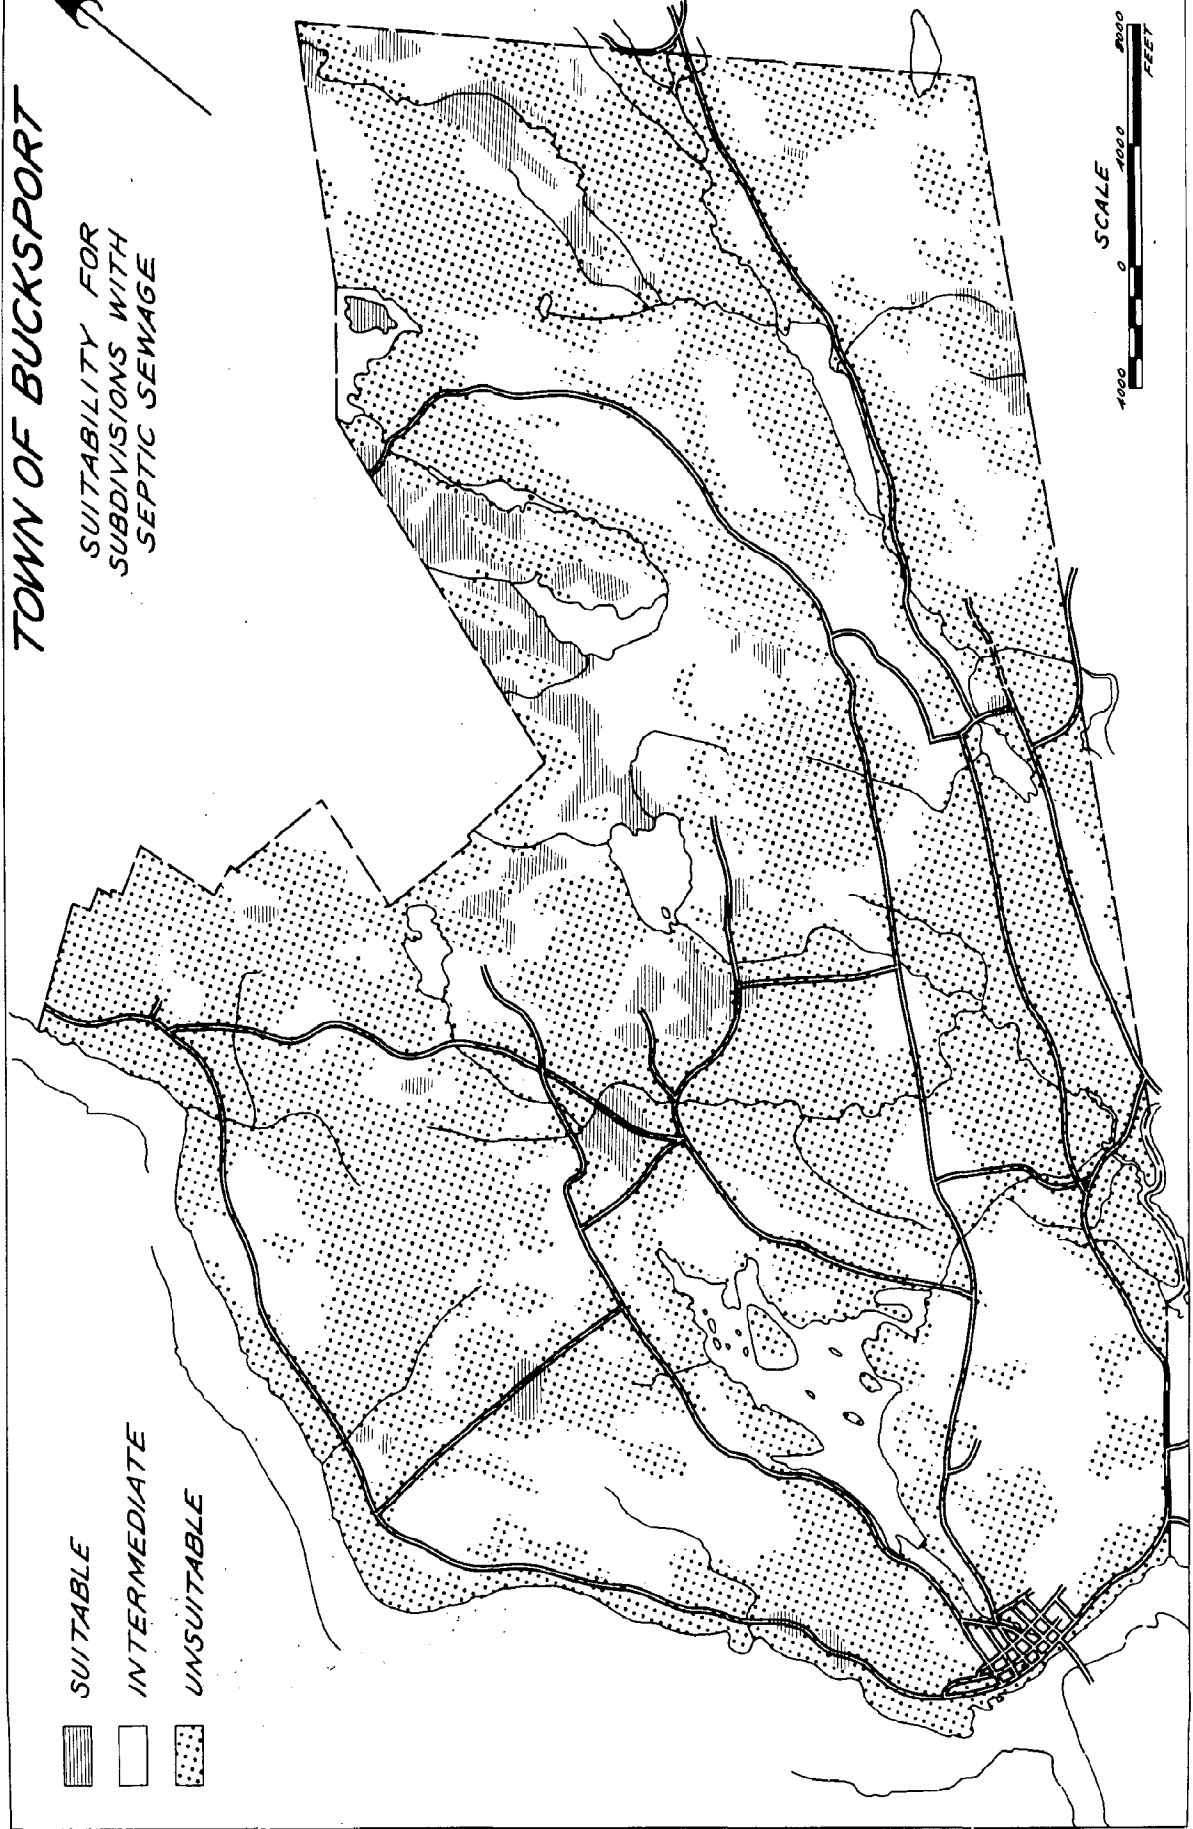 TOWN OF BUCKSPORT
SUITABILITY FOR
SUBDIVISIONS WITH
SEPTIC SEWAGE
SUITABLE
INTERMEDIATE
UNSUITABLE
SCALE
4000 0 4000 8000
FEET